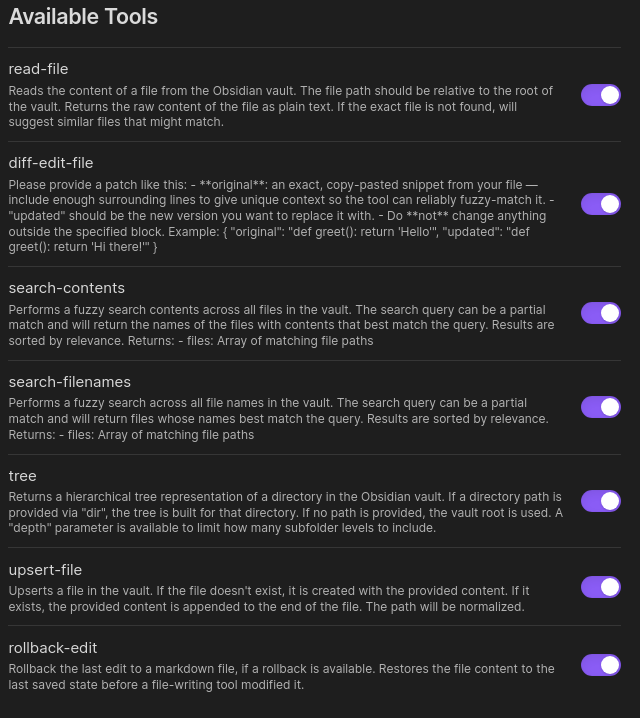 Available Tools
read-file
Reads the content of a file from the Obsidian vault. The file path should be relative to the root of
the vault. Returns the raw content of the file as plain text. If the exact file is not found, will
suggest similar files that might match.
diff-edit-file
Please provide a patch like this: - **original**: an exact, copy-pasted snippet from your file —
include enough surrounding lines to give unique context so the tool can reliably fuzzy-match it. -
"updated" should be the new version you want to replace it with. - Do **not** change anything
outside the specified block. Example: { "original": "def greet(): return 'Hello'", "updated": "def
greet(): return 'Hi there!'" }
search-contents
Performs a fuzzy search contents across all files in the vault. The search query can be a partial
match and will return the names of the files with contents that best match the query. Results are
sorted by relevance. Returns: - files: Array of matching file paths
search-filenames
Performs a fuzzy search across all file names in the vault. The search query can be a partial
match and will return files whose names best match the query. Results are sorted by relevance.
Returns: - files: Array of matching file paths
tree
Returns a hierarchical tree representation of a directory in the Obsidian vault. If a directory path is
provided via "dir", the tree is built for that directory. If no path is provided, the vault root is used. A
"depth" parameter is available to limit how many subfolder levels to include.
upsert-file
Upserts a file in the vault. If the file doesn't exist, it is created with the provided content. If it
exists, the provided content is appended to the end of the file. The path will be normalized.
rollback-edit
Rollback the last edit to a markdown file, if a rollback is available. Restores the file content to the
last saved state before a file-writing tool modified it.